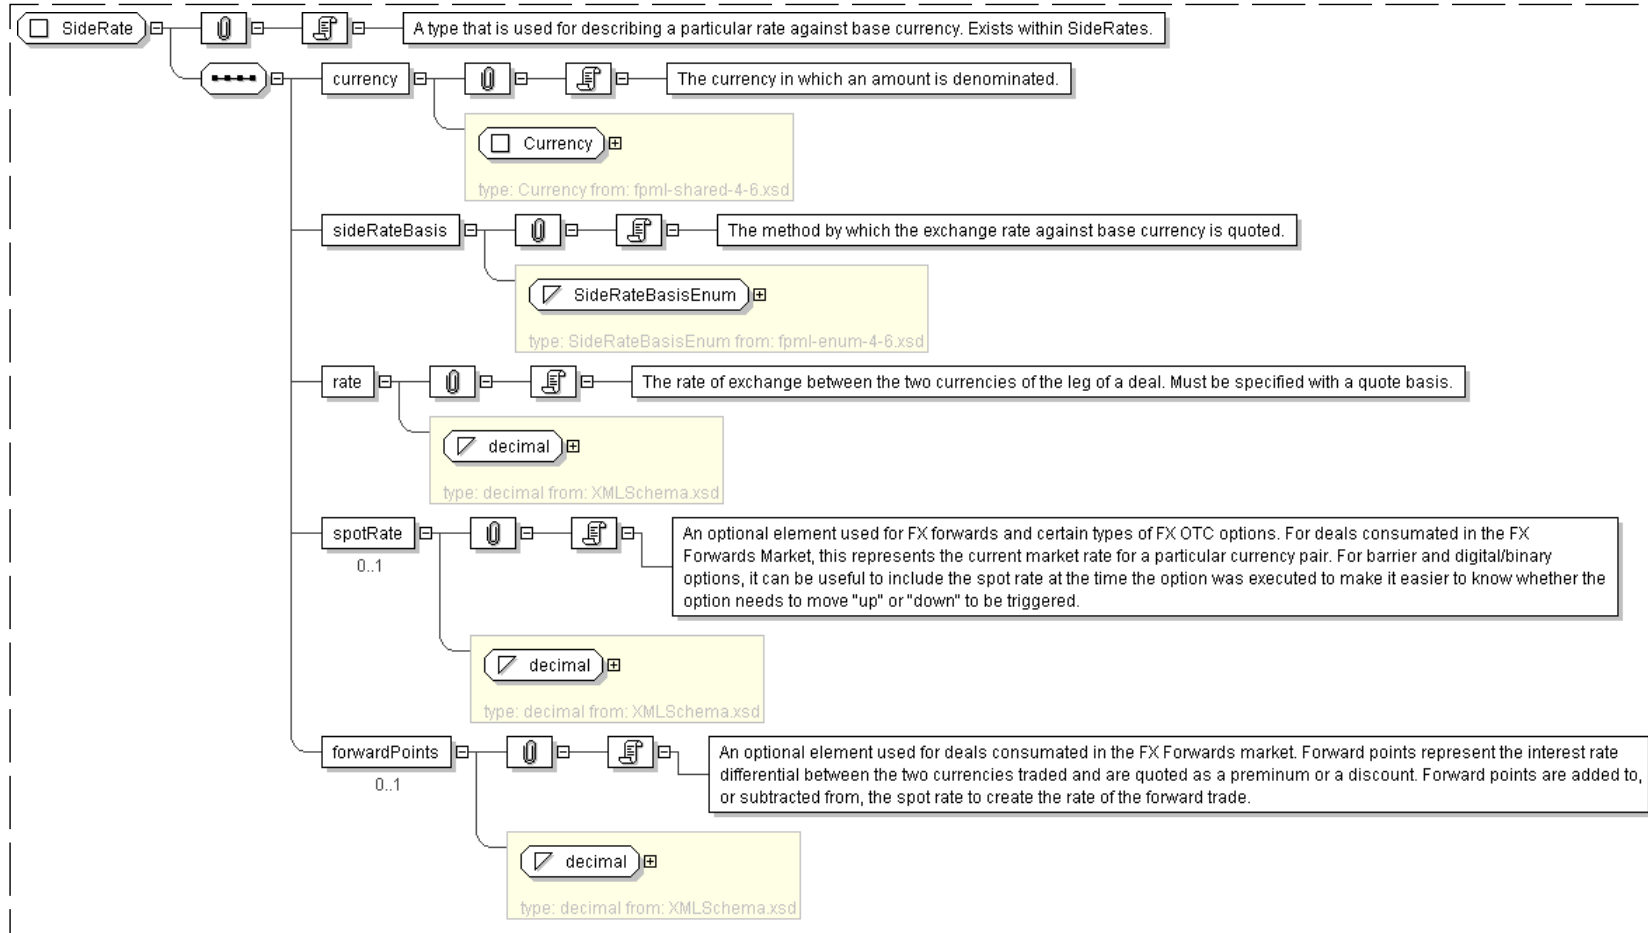 SideRate
A type that is used for describing a particular rate against base currency. Exists within SideRates.
currency
The currency in which an amount is denominated.
Currency
type: Currency from: fpml-shared-4-6.xsd
sideRateBasis
The method by which the exchange rate against base currency is quoted.
SideRateBasisEnum
type: SideRateBasisEnum from: fpml-enum-4-6.xsd
rate
The rate of exchange between the two currencies of the leg of a deal. Must be specified with a quote basis.
decimal
type: decimal from: XMLSchema.xsd
spotRate
0..1
An optional element used for FX forwards and certain types of FX OTC options. For deals consumated in the FX
Forwards Market, this represents the current market rate for a particular currency pair. For barrier and digital/binary
options, it can be useful to include the spot rate at the time the option was executed to make it easier to know whether the
option needs to move "up" or "down" to be triggered.
decimal
type: decimal from: XMLSchema.xsd
forwardPoints
0..1
An optional element used for deals consumated in the FX Forwards market. Forward points represent the interest rate
differential between the two currencies traded and are quoted as a preminum or a discount. Forward points are added to,
or subtracted from, the spot rate to create the rate of the forward trade.
decimal
type: decimal from: XMLSchema.xsd